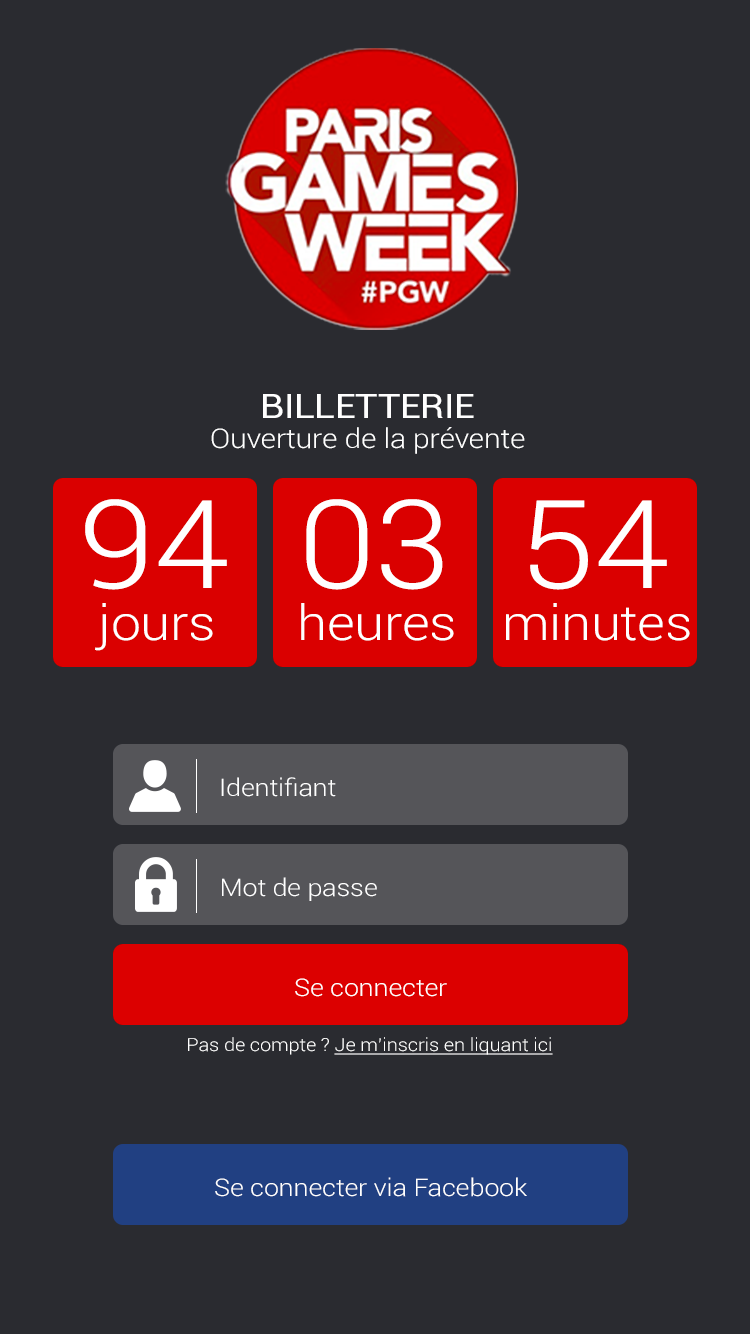 PARIS
GAMES
WEEK
#PGW
BILLETTERIE
Ouverture de la prévente
94 03 54
jours heures minutes
Identifiant
Mot de passe
Se connecter
Pas de compte ? Je m'inscris en liquant ici
Se connecter via Facebook